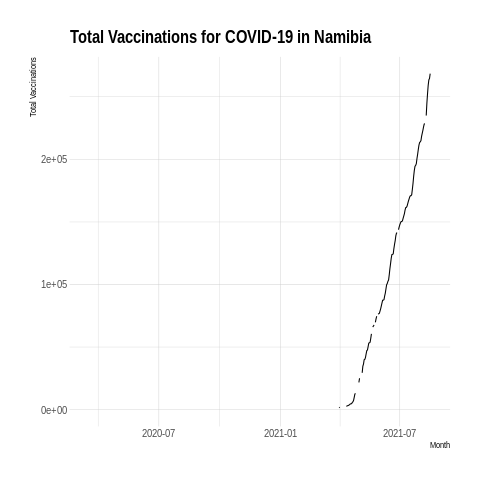 Total Vaccinations for COVID-19 in Namibia
Total Vaccinations
2e+05
1e+05
0e+00
2020-07
2021-01
2021-07
Month